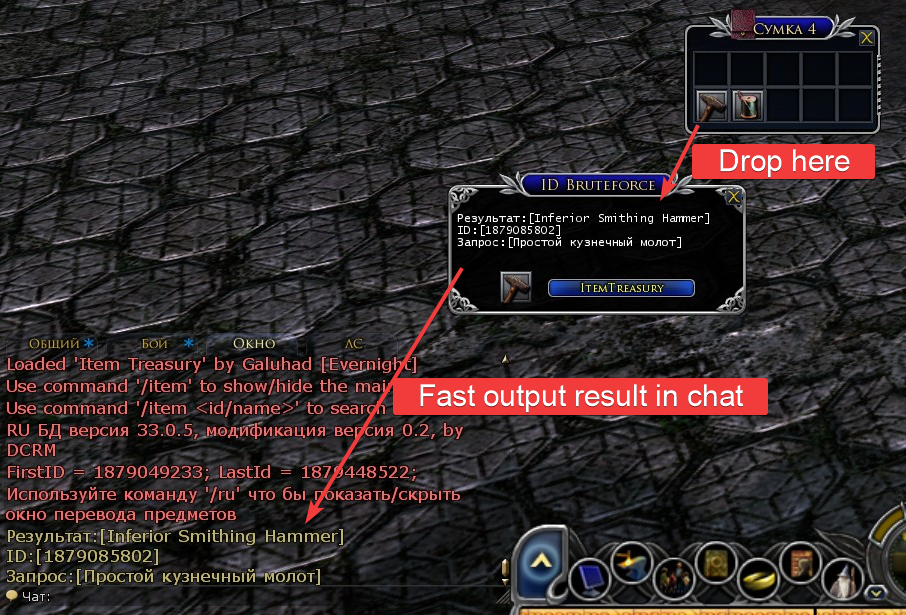 Сумка 4
Drop here
ID Bruteforce
Результат:[Inferior Smithing Hammer]
ID:[1879085802]
Запрос:[Простой кузнечный молот]
ItemTreasury
Общий * Бой * Окно ЛС
Loaded 'Item Treasury' by Galuhad [Evernight]
Use command '/item' to show/hide the mai
Use command '/item <id/name>' to search
Fast output result in chat
RU БД версия 33.0.5, модификация версия 0.2, by
DCRM
FirstID = 1879049233; LastId = 1879448522;
Используйте команду '/ru' что бы показать/скрыть
окно перевода предметов
Результат:[Inferior Smithing Hammer]
ID:[1879085802]
Запрос:[Простой кузнечный молот]
Чат: